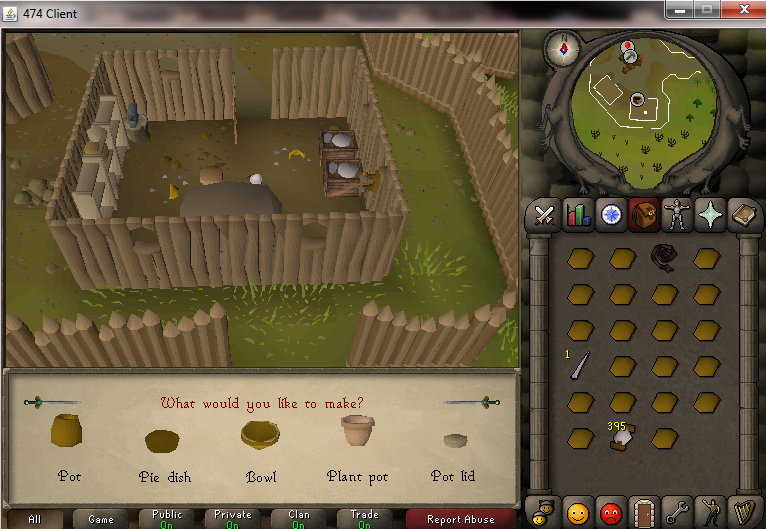 474 Client
N
1
395
What would you like to make?
Pot Pie dish Bowl Plant pot Pot lid
All Game Public On Private On Clan On Trade On Report Abuse